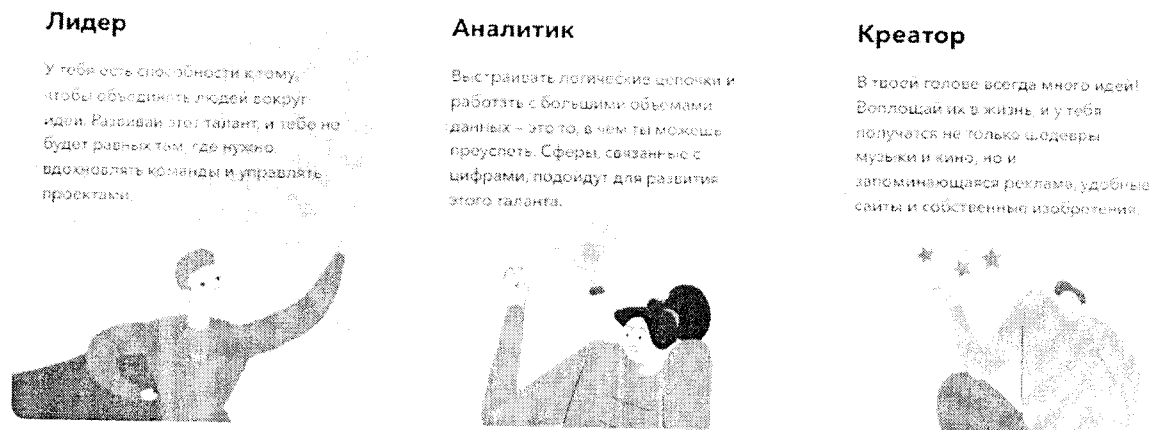 Лидер
У тебя есть способности к тому,
чтобы объединять людей вокруг
идеи. Развивай этот талант, и тебе не
будет равных там, где нужно
вдохновлять команды и управлять
проектами.
Аналитик
Выстраивать логические цепочки и
работать с большими объемами
данных – это то, в чем ты можешь
преуспеть. Сферы, связанные с
цифрами, подойдут для развития
этого таланта.
Креатор
В твоей голове всегда много идей!
Воплощай их в жизнь, и у тебя
получатся не только шедевры
музыки и кино, но и
запоминающаяся реклама, удобные
сайты и собственные изобретения.